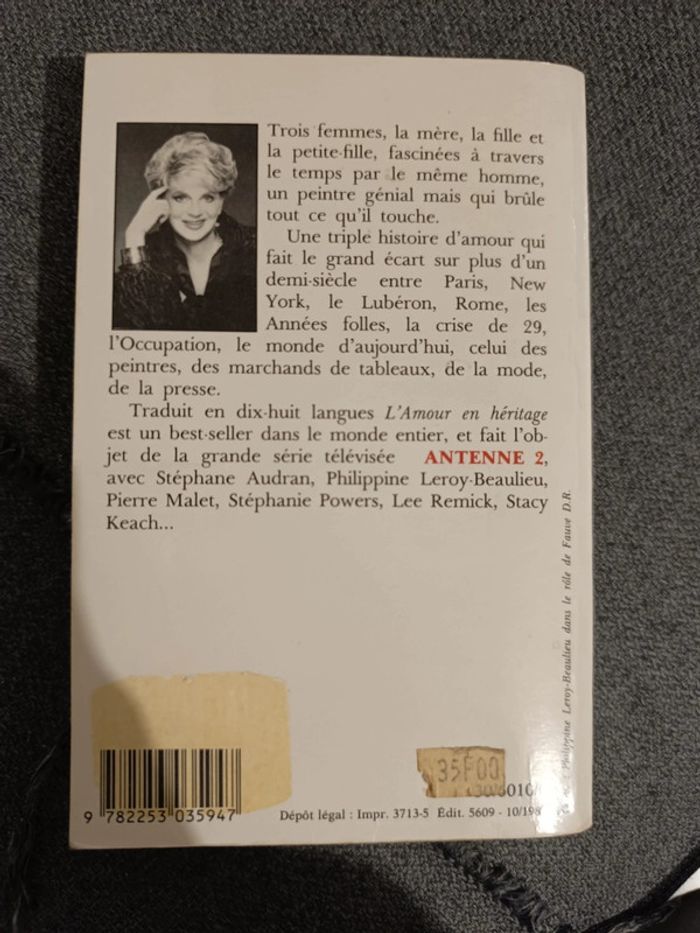 Trois femmes, la mère, la fille et
la petite-fille, fascinées à travers
le temps par le même homme,
un peintre génial mais qui brûle
tout ce qu'il touche.
Une triple histoire d'amour qui
fait le grand écart sur plus d'un
demi-siècle entre Paris, New
York, le Lubéron, Rome, les
Années folles, la crise de 29,
l'Occupation, le monde d'aujourd'hui, celui des
peintres, des marchands de tableaux, de la mode,
de la presse.
Traduit en dix-huit langues L'Amour en héritage
est un best-seller dans le monde entier, et fait l'ob-
jet de la grande série télévisée ANTENNE 2,
avec Stéphane Audran, Philippine Leroy-Beaulieu,
Pierre Malet, Stéphanie Powers, Lee Remick, Stacy
Keach...
Philippine Leroy-Beaulieu dans le rôle de Fauve D.R.
35F00
9 782253 035947
Dépôt légal : Impr. 3713-5 Édit. 5609 - 10/198